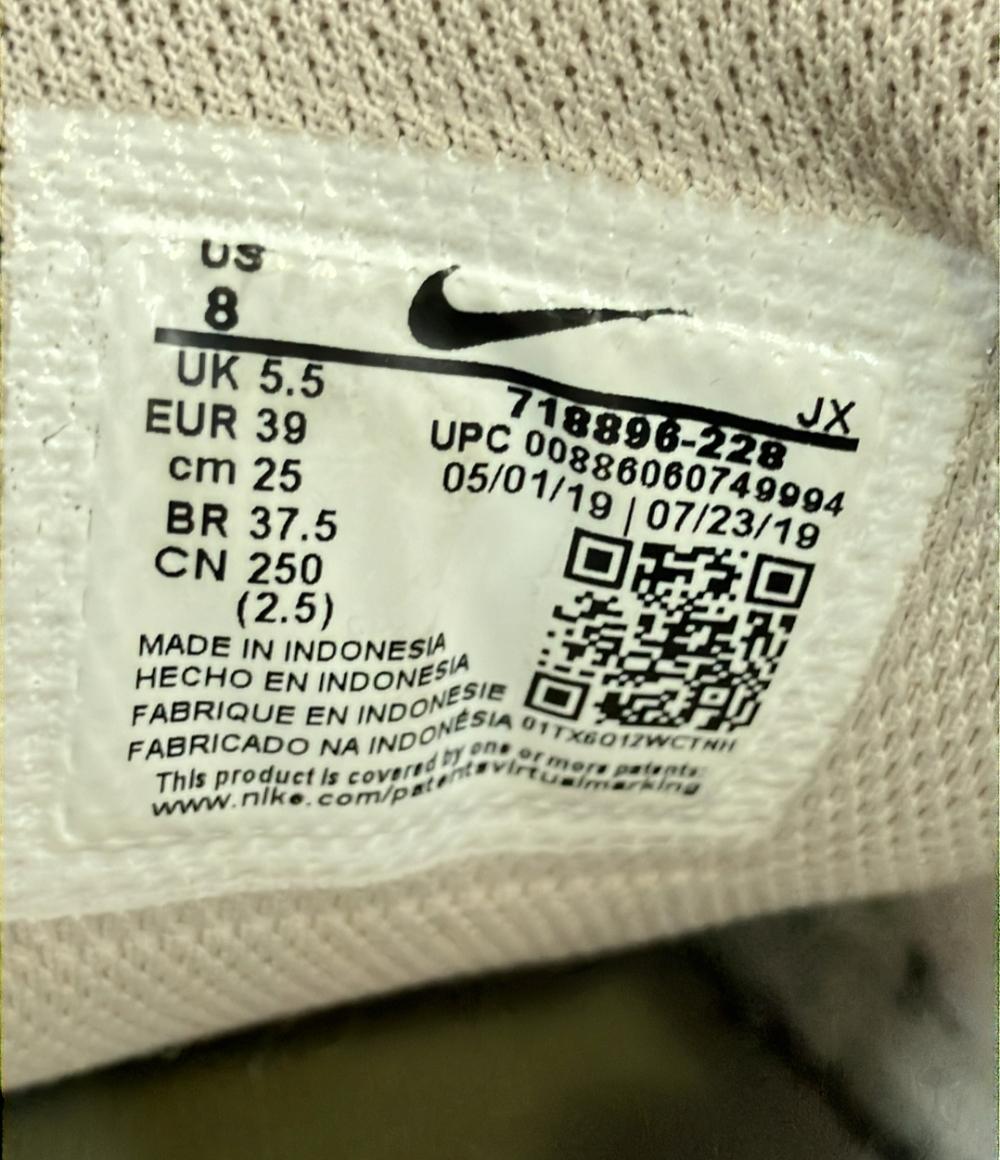 US
8
UK 5.5
EUR 39
cm 25
BR 37.5
CN 250
(2.5)
JX
718896-228
UPC 00886060749994
05/01/19 | 07/23/19
MADE IN INDONESIA
HECHO EN INDONESIA
FABRIQUE EN INDONESIE
FABRICADO NA INDONÉSIA
This product is covered by one or more patents:
www.nike.com/patentsvirtualmarking